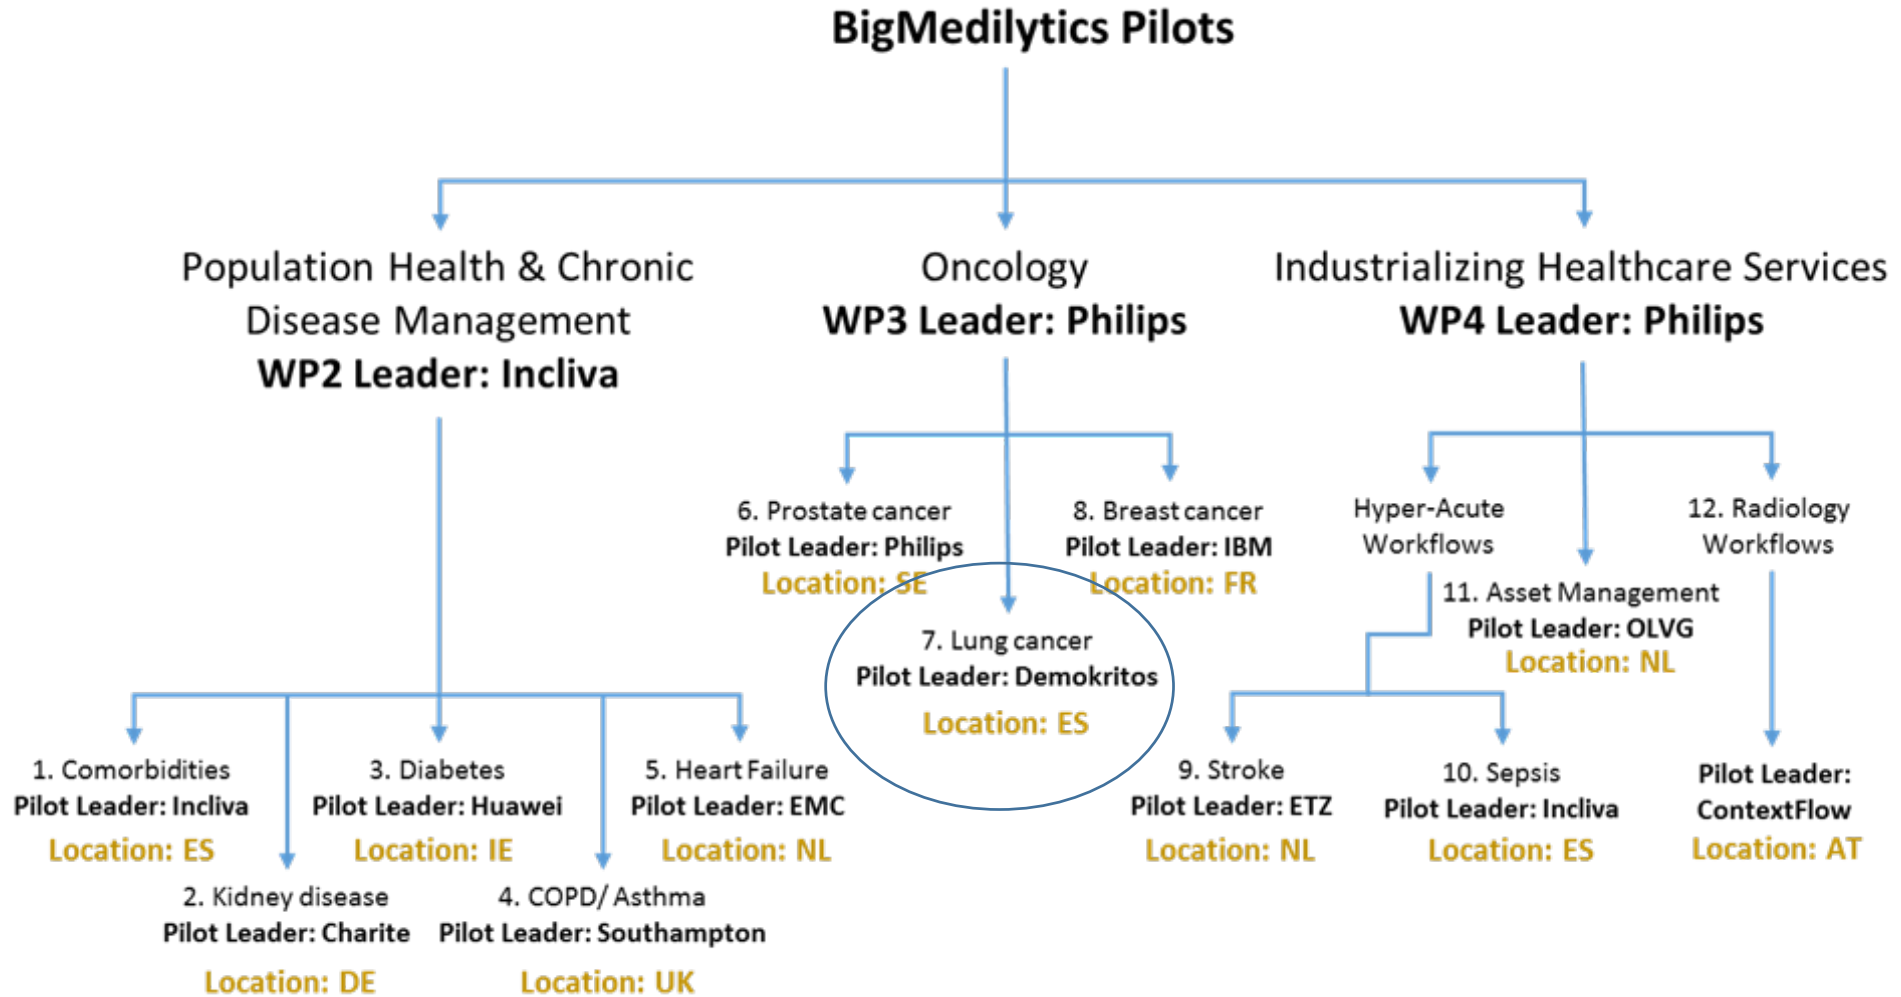 BigMedilytics Pilots
Population Health & Chronic
Disease Management
WP2 Leader: Incliva
Oncology
WP3 Leader: Philips
Industrializing Healthcare Services
WP4 Leader: Philips
1. Comorbidities
Pilot Leader: Incliva
Location: ES
2. Kidney disease
Pilot Leader: Charite
Location: DE
3. Diabetes
Pilot Leader: Huawei
Location: IE
4. COPD/ Asthma
Pilot Leader: Southampton
Location: UK
5. Heart Failure
Pilot Leader: EMC
Location: NL
6. Prostate cancer
Pilot Leader: Philips
Location: SE
7. Lung cancer
Pilot Leader: Demokritos
Location: ES
8. Breast cancer
Pilot Leader: IBM
Location: FR
Hyper-Acute
Workflows
9. Stroke
Pilot Leader: ETZ
Location: NL
10. Sepsis
Pilot Leader: Incliva
Location: ES
11. Asset Management
Pilot Leader: OLVG
Location: NL
12. Radiology
Workflows
Pilot Leader:
ContextFlow
Location: AT